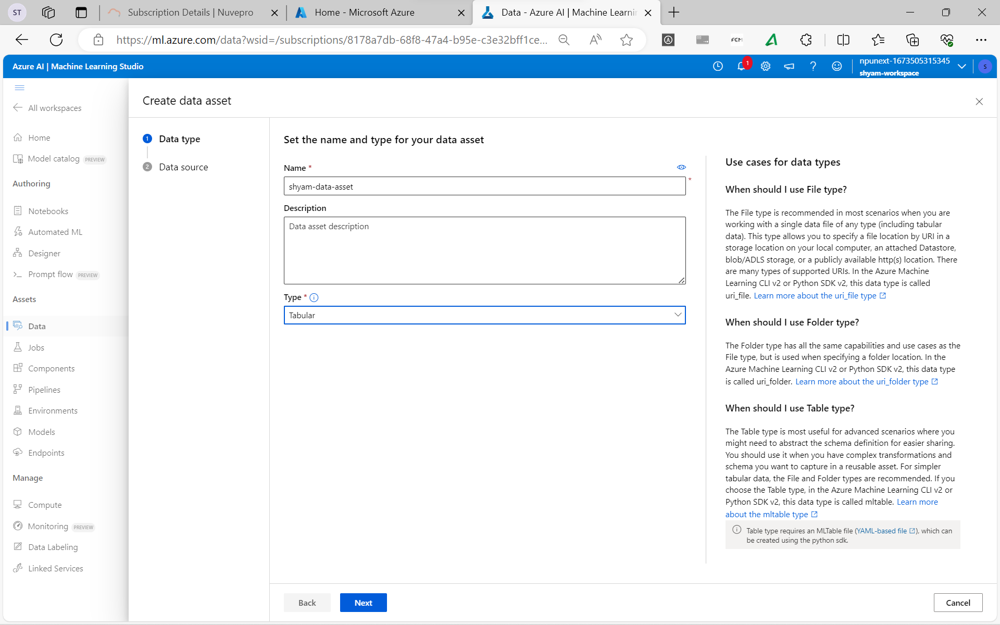 ST
Subscription Details | Nuvepro
Home - Microsoft Azure
Data - Azure AI | Machine Learnin
https://ml.azure.com/data?wsid=/subscriptions/8178a7db-68f8-47a4-b95e-c3e32bff1ce...
FCM
Azure AI | Machine Learning Studio
1
npunext-1673505315345
shyam-workspace
S
All workspaces
Home
Model catalog PREVIEW
Authoring
Notebooks
Automated ML
Designer
Prompt flow PREVIEW
Assets
Data
Jobs
Components
Pipelines
Environments
Models
Endpoints
Manage
Compute
Monitoring PREVIEW
Data Labeling
Linked Services
Create data asset
1 Data type
2 Data source
Set the name and type for your data asset
Name *
shyam-data-asset
*
Description
Data asset description
Type *
Tabular
Use cases for data types
When should I use File type?
The File type is recommended in most scenarios when you are
working with a single data file of any type (including tabular
data). This type allows you to specify a file location by URI in a
storage location on your local computer, an attached Datastore,
blob/ADLS storage, or a publicly available http(s) location. There
are many types of supported URIs. In the Azure Machine
Learning CLI v2 or Python SDK v2, this data type is called
uri_file. Learn more about the uri_file type
When should I use Folder type?
The Folder type has all the same capabilities and use cases as the
File type, but is used when specifying a folder location. In the
Azure Machine Learning CLI v2 or Python SDK v2, this data type
is called uri_folder. Learn more about the uri_folder type
When should I use Table type?
The Table type is most useful for advanced scenarios where you
might need to abstract the schema definition for easier sharing.
You should use it when you have complex transformations and
schema you want to capture in a reusable asset. For simpler
tabular data, the File and Folder types are recommended. If you
choose the Table type, in the Azure Machine Learning CLI v2 or
Python SDK v2, this data type is called mltable. Learn more
about the mltable type
Table type requires an MLTable file (YAML-based file), which can
be created using the python sdk.
Back
Next
Cancel